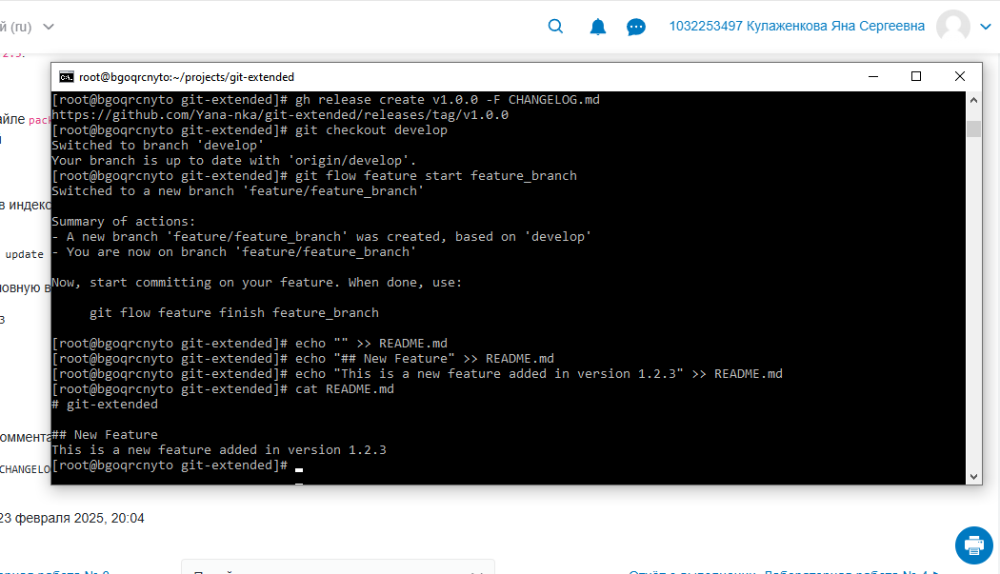 й (ru)
1032253497 Кулаженкова Яна Сергеевна
2.3.
root@bgoqrcnyto:~/projects/git-extended
[root@bgoqrcnyto git-extended]# gh release create v1.0.0 -F CHANGELOG.md
https://github.com/Yana-nka/git-extended/releases/tag/v1.0.0
[root@bgoqrcnyto git-extended]# git checkout develop
Switched to branch 'develop'
Your branch is up to date with 'origin/develop'.
[root@bgoqrcnyto git-extended]# git flow feature start feature_branch
Switched to a new branch 'feature/feature_branch'
Summary of actions:
- A new branch 'feature/feature_branch' was created, based on 'develop'
- You are now on branch 'feature/feature_branch'
Now, start committing on your feature. When done, use:
git flow feature finish feature_branch
[root@bgoqrcnyto git-extended]# echo "" >> README.md
[root@bgoqrcnyto git-extended]# echo "## New Feature" >> README.md
[root@bgoqrcnyto git-extended]# echo "This is a new feature added in version 1.2.3" >> README.md
[root@bgoqrcnyto git-extended]# cat README.md
# git-extended
## New Feature
This is a new feature added in version 1.2.3
[root@bgoqrcnyto git-extended]#
айле pack
в индекс
update
овную в
3
оммента
CHANGELO
23 февраля 2025, 20:04